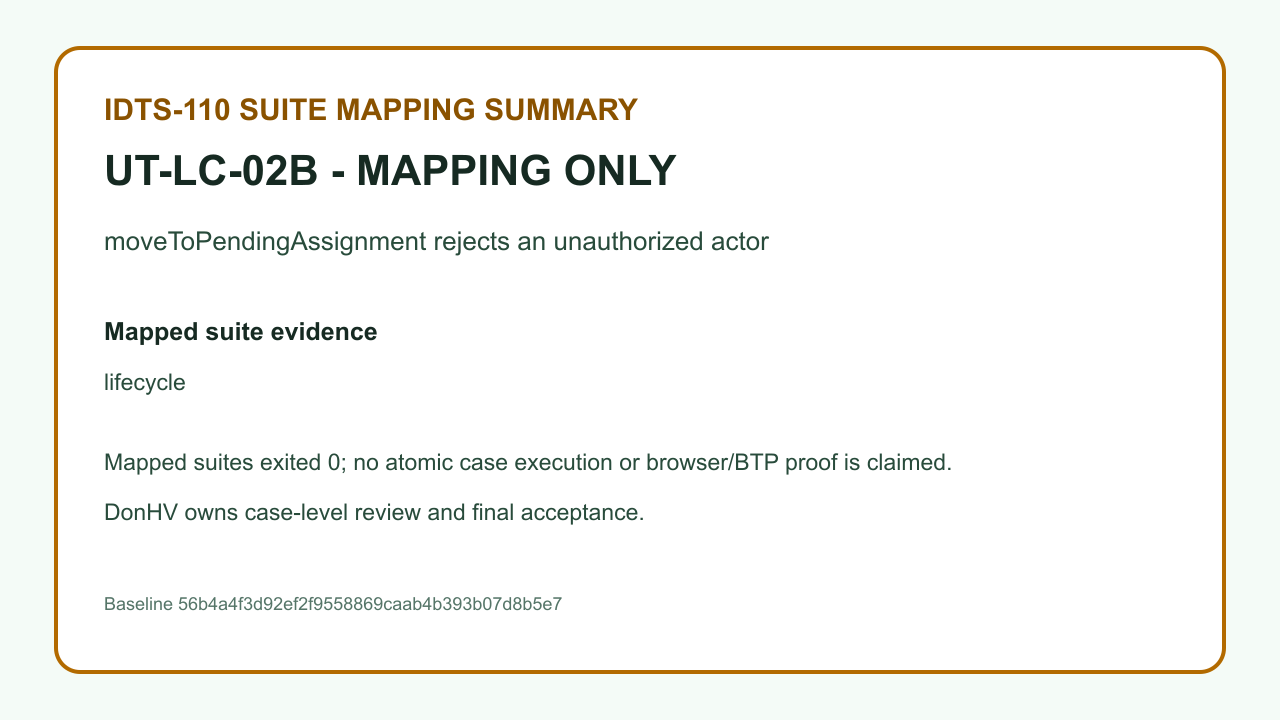 IDTS-110 SUITE MAPPING SUMMARY
UT-LC-02B - MAPPING ONLY
moveToPendingAssignment rejects an unauthorized actor
Mapped suite evidence
lifecycle
Mapped suites exited 0; no atomic case execution or browser/BTP proof is claimed.
DonHV owns case-level review and final acceptance.
Baseline 56b4a4f3d92ef2f9558869caab4b393b07d8b5e7